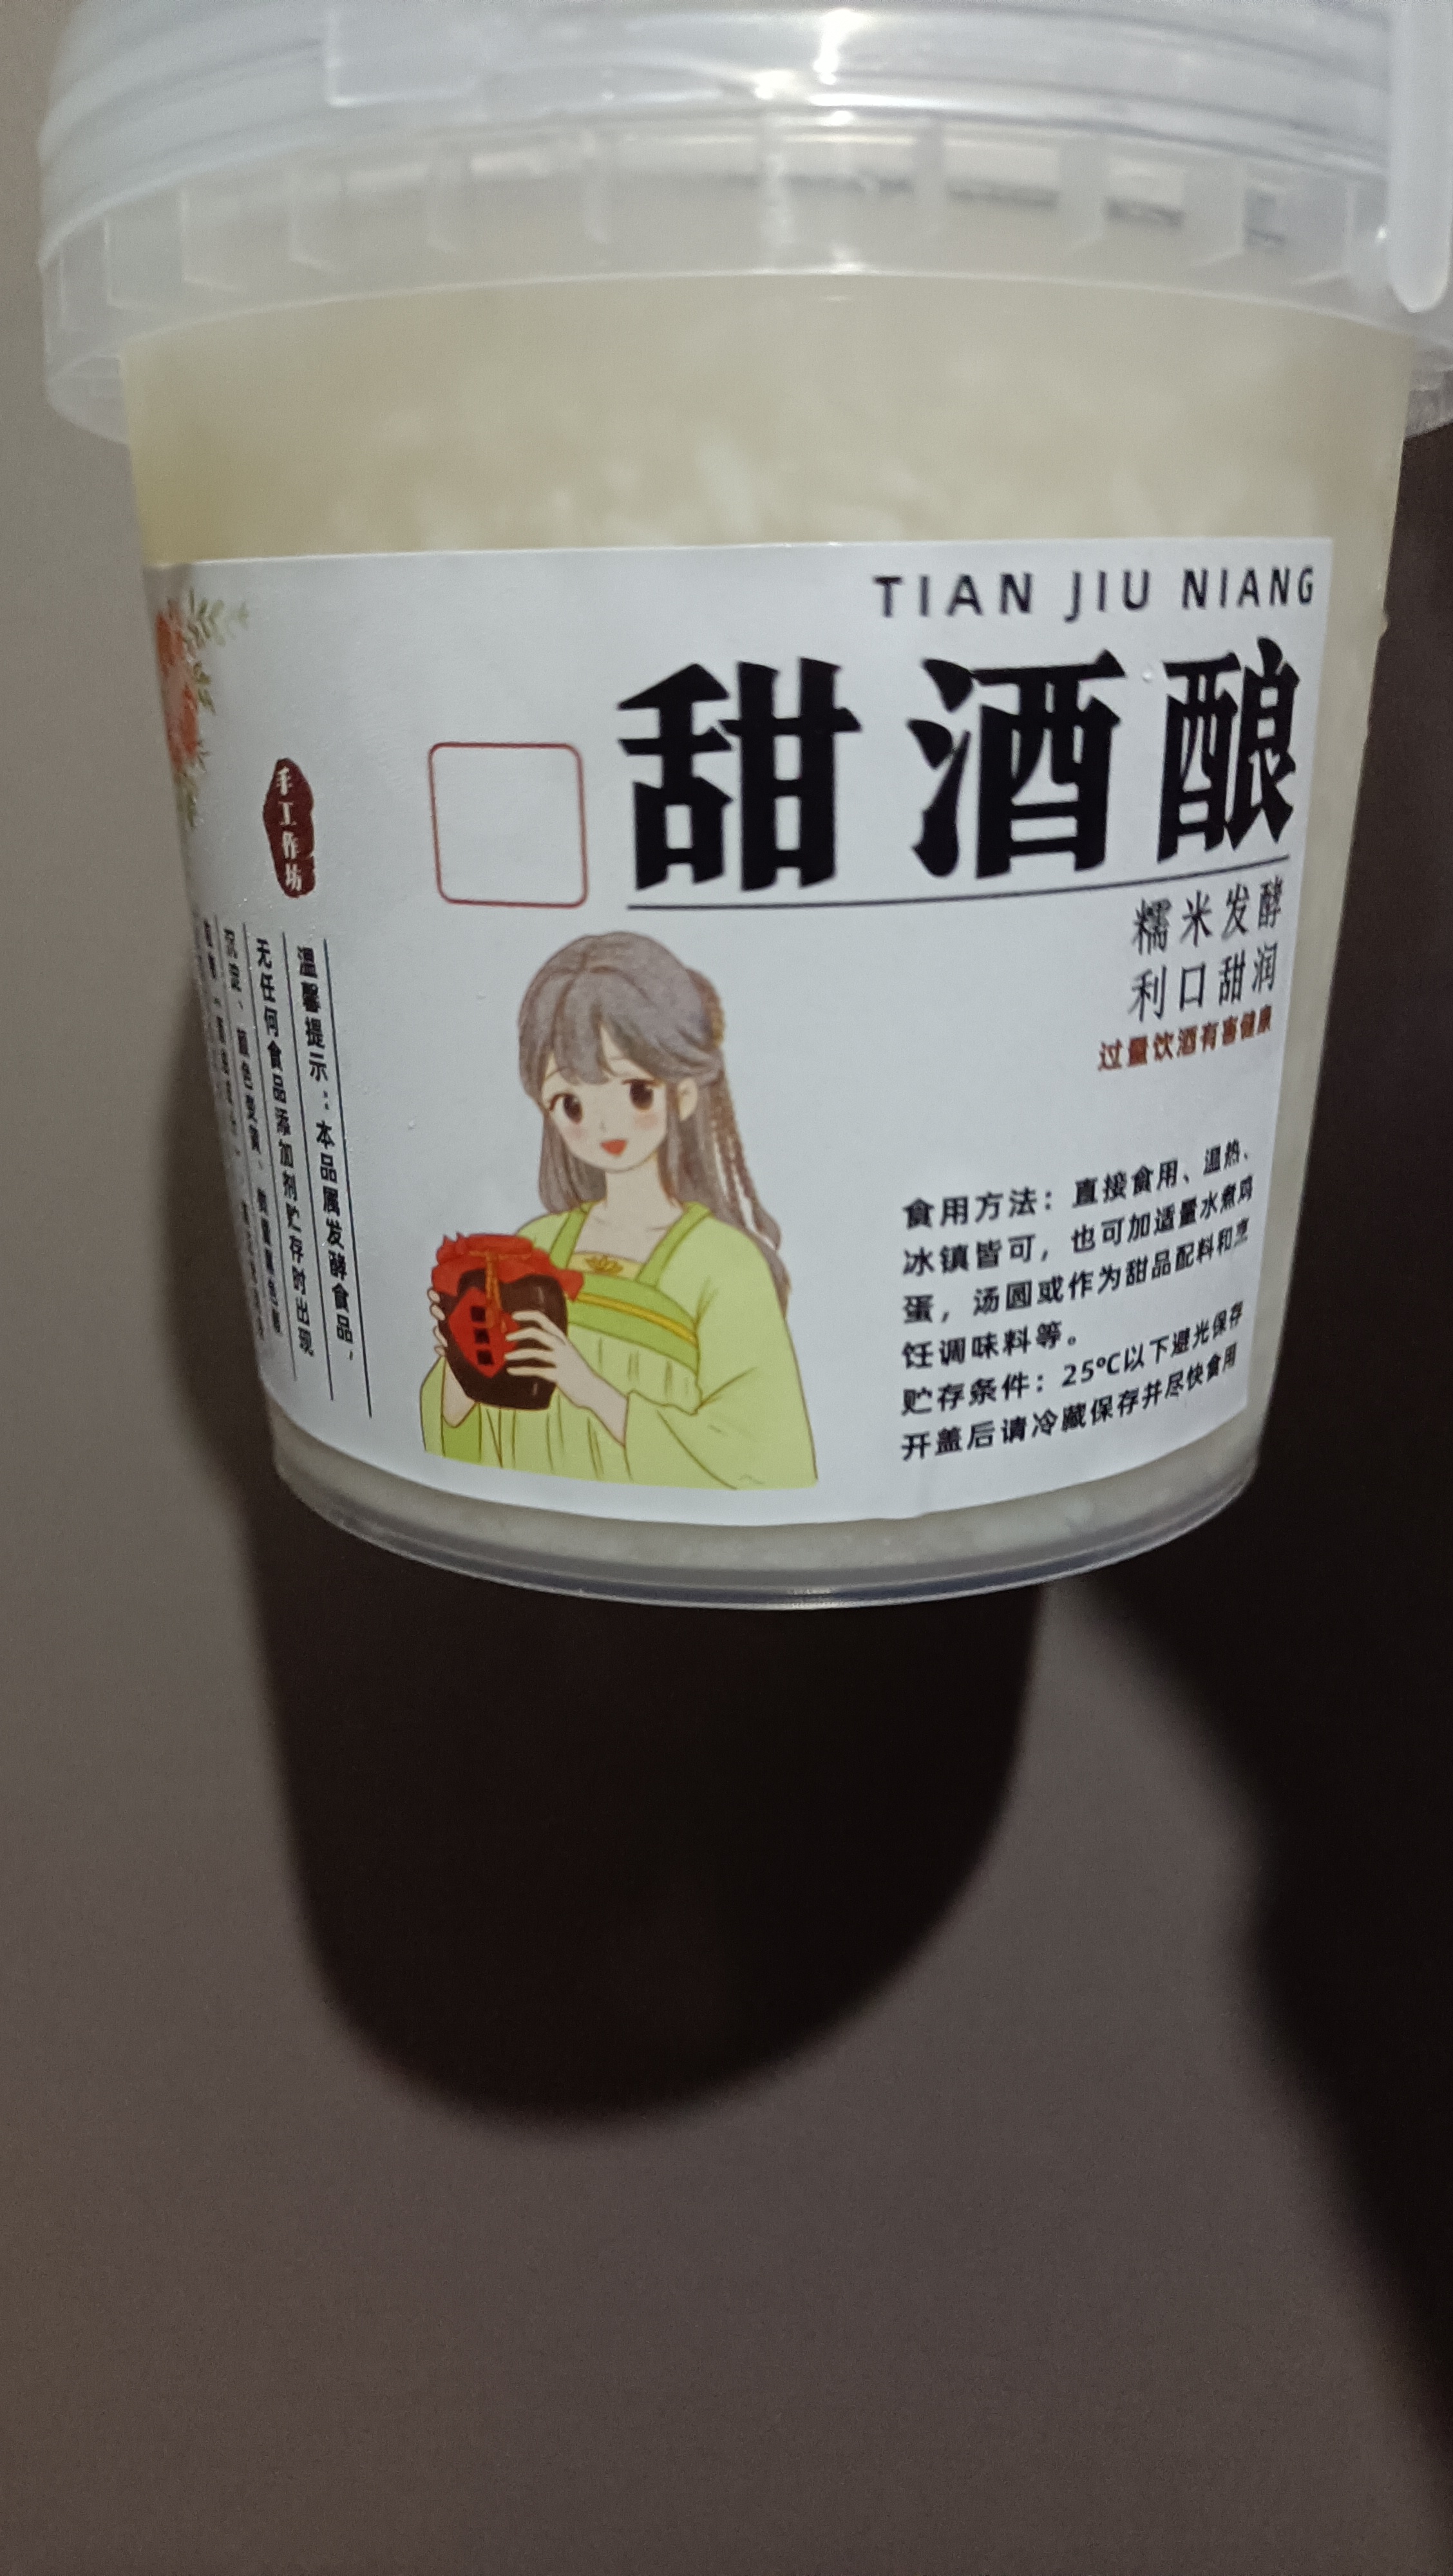 TIAN JIU NIANG
甜酒酿
糯米发酵
利口甜润
过量饮酒有害健康
食用方法：直接食用、温热、
冰镇皆可，也可加适量水煮鸡
蛋，汤圆或作为甜品配料和烹
饪调味料等。
贮存条件：25°C以下避光保存
开盖后请冷藏保存并尽快食用
手工作坊
温馨提示：本品属发酵食品，
无任何食品添加剂贮存时出现
沉淀、颜色变黄、